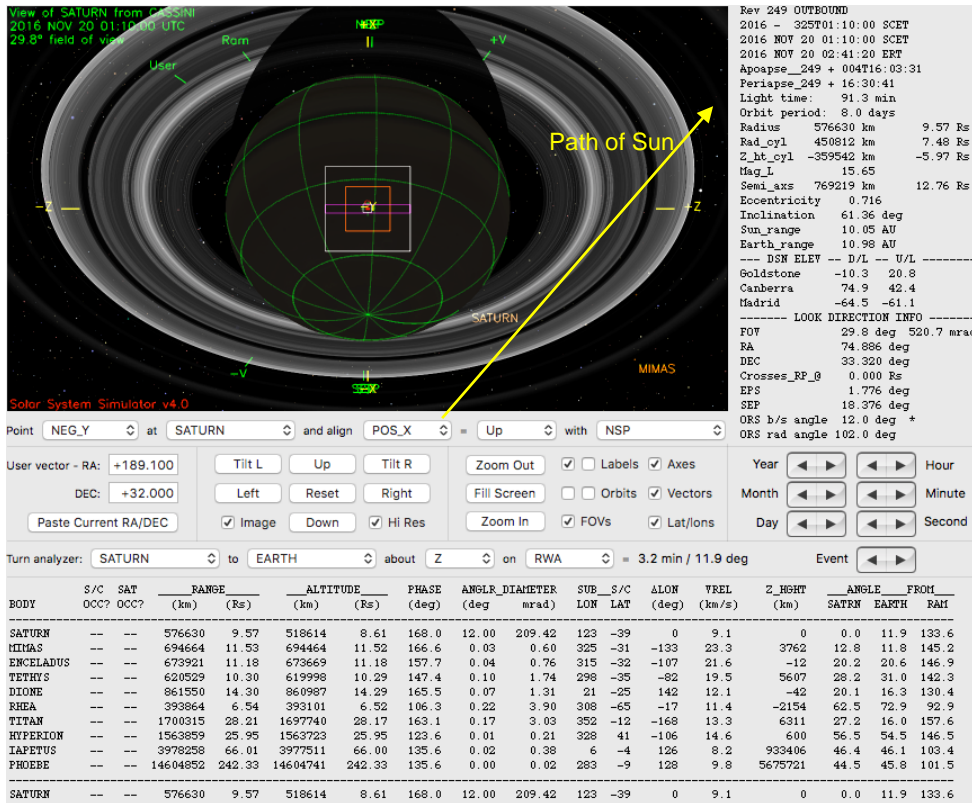 View of SATURN from CASSINI
2016 NOV 20 01:10:00 UTC
29.8° field of view
Ram
User
+V
-Z
+Y
+Z
Path of Sun
SATURN
MIMAS
-V
Solar System Simulator v4.0
Rev 249 OUTBOUND
2016 - 325T01:10:00 SCET
2016 NOV 20 01:10:00 SCET
2016 NOV 20 02:41:20 ERT
Apoapse__249 + 004T16:03:31
Periapse_249 + 16:30:41
Light time: 91.3 min
Orbit period: 8.0 days
Radius 576630 km 9.57 Rs
Rad_cyl 450812 km 7.48 Rs
Z_ht_cyl -359542 km -5.97 Rs
Mag_L 15.65
Semi_axs 769219 km 12.76 Rs
Eccentricity 0.716
Inclination 61.36 deg
Sun_range 10.05 AU
Earth_range 10.98 AU
--- DSN ELEV -- D/L -- U/L -------
Goldstone -10.3 20.8
Canberra 74.9 42.4
Madrid -64.5 -61.1
------- LOOK DIRECTION INFO -------
FOV 29.8 deg 520.7 mrad
RA 74.886 deg
DEC 33.320 deg
Crosses_RP_@ 0.000 Rs
EPS 1.776 deg
SEP 18.376 deg
ORS b/s angle 12.0 deg *
ORS rad angle 102.0 deg
Point NEG_Y at SATURN and align POS_X = Up with NSP
User vector - RA: +189.100 Tilt L Up Tilt R Zoom Out Labels Axes Year Hour
DEC: +32.000 Left Reset Right Fill Screen Orbits Vectors Month Minute
Paste Current RA/DEC Image Down Hi Res Zoom In FOVs Lat/lons Day Second
Turn analyzer: SATURN to EARTH about Z on RWA = 3.2 min / 11.9 deg Event
S/C SAT RANGE ALTITUDE PHASE ANGLR_DIAMETER SUB__S/C ΔLON VREL Z_HGHT ANGLE FROM
BODY OCC? OCC? (km) (Rs) (km) (Rs) (deg) (deg mrad) LON LAT (deg) (km/s) (km) SATRN EARTH RAM
SATURN -- -- 576630 9.57 518614 8.61 168.0 12.00 209.42 123 -39 0 9.1 0 0.0 11.9 133.6
MIMAS -- -- 694664 11.53 694464 11.52 166.6 0.03 0.60 325 -31 -133 23.3 3762 12.8 11.8 145.2
ENCELADUS -- -- 673921 11.18 673669 11.18 157.7 0.04 0.76 315 -32 -107 21.6 -12 20.2 20.6 146.9
TETHYS -- -- 620529 10.30 619998 10.29 147.4 0.10 1.74 298 -35 -82 19.5 5607 28.2 31.0 142.3
DIONE -- -- 861550 14.30 860987 14.29 165.5 0.07 1.31 21 -25 142 12.1 -42 20.1 16.3 130.4
RHEA -- -- 393864 6.54 393101 6.52 106.3 0.22 3.90 308 -65 -17 11.4 -2154 62.5 72.9 92.9
TITAN -- -- 1700315 28.21 1697740 28.17 163.1 0.17 3.03 352 -12 -168 13.3 6311 27.2 16.0 157.6
HYPERION -- -- 1563859 25.95 1563723 25.95 123.6 0.01 0.21 328 41 -106 14.6 600 56.5 54.5 146.5
IAPETUS -- -- 3978258 66.01 3977511 66.00 135.6 0.02 0.38 6 -4 126 8.2 933406 46.4 46.1 103.4
PHOEBE -- -- 14604852 242.33 14604741 242.33 135.6 0.00 0.02 283 -9 128 9.8 5675721 44.5 45.8 101.5
SATURN -- -- 576630 9.57 518614 8.61 168.0 12.00 209.42 123 -39 0 9.1 0 0.0 11.9 133.6